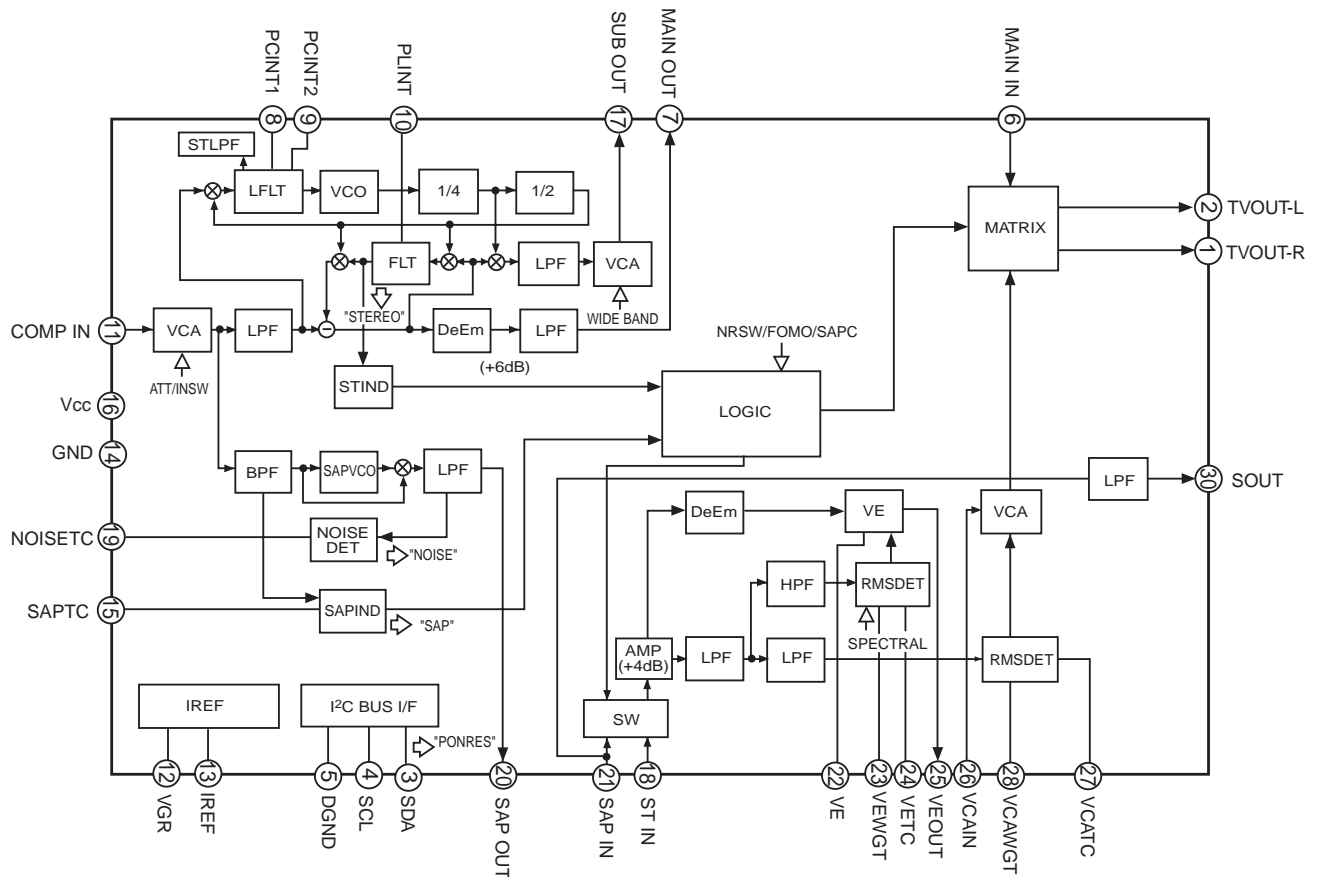 PCINT1
PCINT2
PLINT
SUB OUT
MAIN OUT
MAIN IN
8
9
10
17
7
6
STLPF
LFLT
VCO
1/4
1/2
MATRIX
2
TVOUT-L
1
TVOUT-R
FLT
LPF
VCA
"STEREO"
WIDE BAND
COMP IN
11
VCA
LPF
DeEm
LPF
(+6dB)
NRSW/FOMO/SAPC
ATT/INSW
STIND
LOGIC
Vcc
16
GND
14
BPF
SAPVCO
LPF
LPF
30
SOUT
DeEm
VE
VCA
NOISETC
19
NOISE
DET
"NOISE"
HPF
RMSDET
SAPTC
15
SAPIND
"SAP"
SPECTRAL
AMP
(+4dB)
LPF
LPF
RMSDET
IREF
I2C BUS I/F
SW
"PONRES"
12
13
5
4
3
20
21
18
22
23
24
25
26
28
27
VGR
IREF
DGND
SCL
SDA
SAP OUT
SAP IN
ST IN
VE
VEWGT
VETC
VEOUT
VCAIN
VCAWGT
VCATC